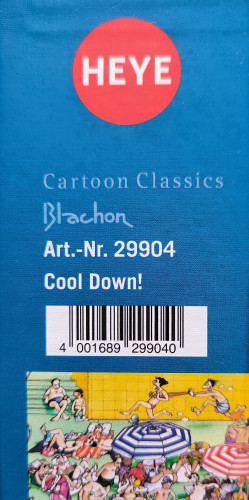 HEYE
Cartoon Classics
Blachon
Art.-Nr. 29904
Cool Down!
4 001689 299040